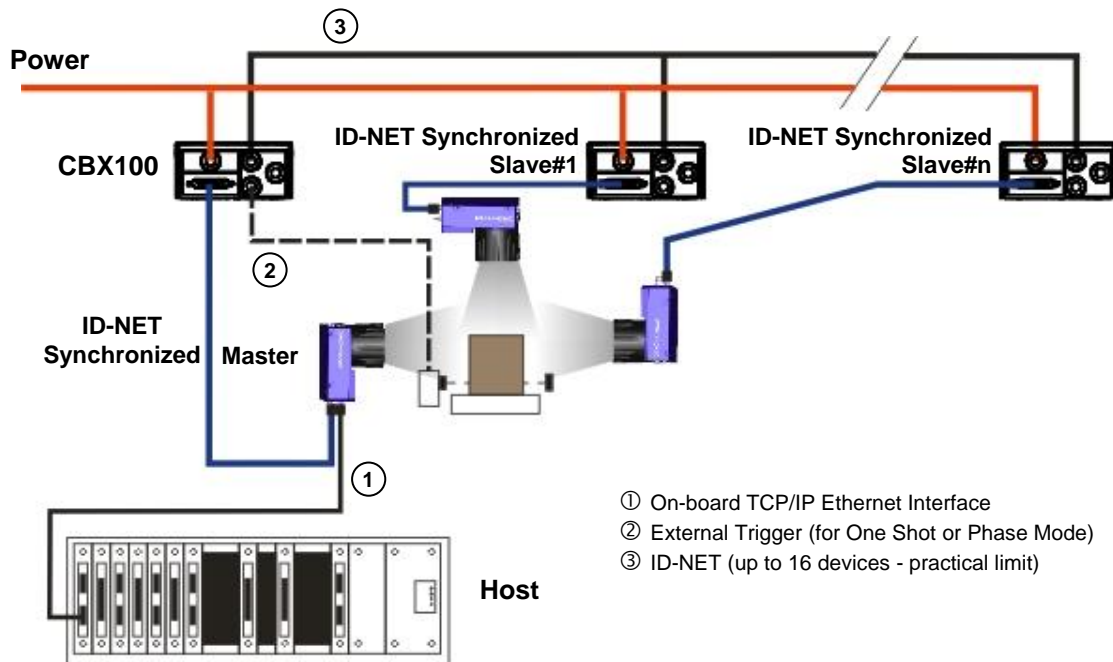 ③
Power
CBX100
ID-NET Synchronized
Slave#1
ID-NET Synchronized
Slave#n
②
ID-NET
Synchronized
Master
①
Host
① On-board TCP/IP Ethernet Interface
② External Trigger (for One Shot or Phase Mode)
③ ID-NET (up to 16 devices - practical limit)